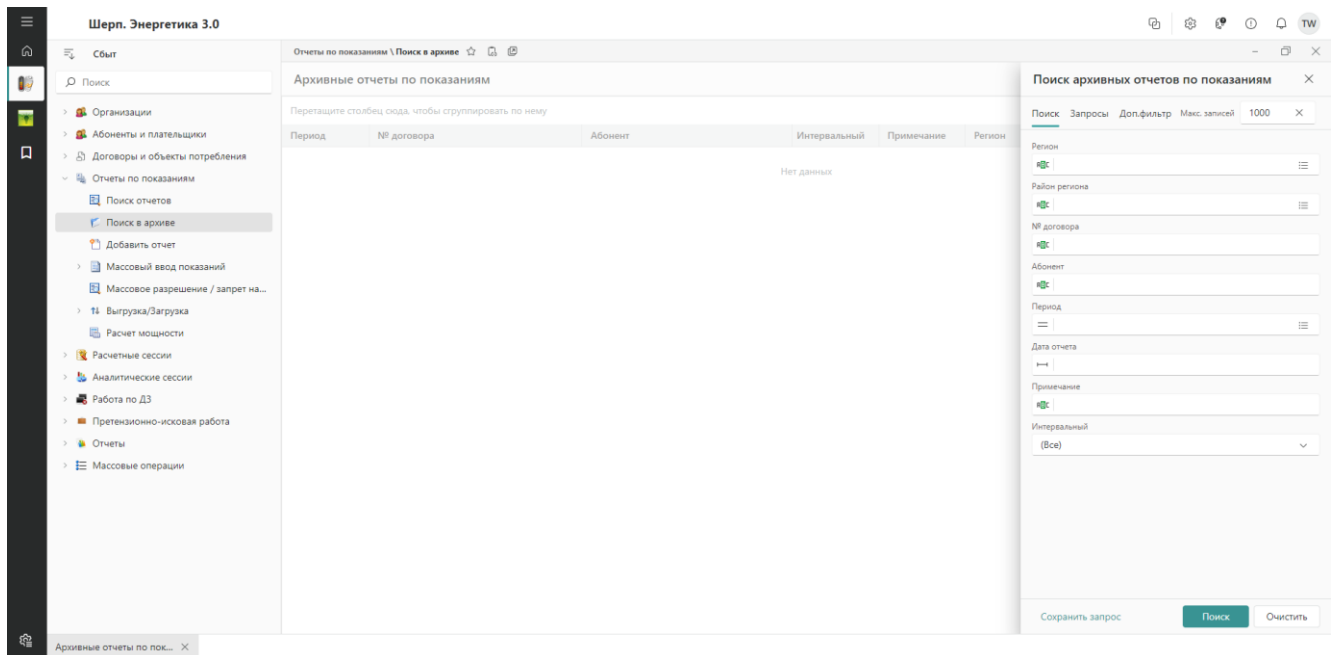 Шерп. Энергетика 3.0
TW
Сбыт
Поиск
Организации
Абоненты и плательщики
Договоры и объекты потребления
Отчеты по показаниям
Поиск отчетов
Поиск в архиве
Добавить отчет
Массовый ввод показаний
Массовое разрешение / запрет на...
Выгрузка/Загрузка
Расчет мощности
Расчетные сессии
Аналитические сессии
Работа по ДЗ
Претензионно-исковая работа
Отчеты
Массовые операции
Отчеты по показаниям \ Поиск в архиве
Архивные отчеты по показаниям
Перетащите столбец сюда, чтобы сгруппировать по нему
Период № договора Абонент Интервальный Примечание Регион
Нет данных
Поиск архивных отчетов по показаниям
Поиск Запросы Доп.фильтр Макс. записей 1000
Регион
Район региона
№ договора
Абонент
Период
Дата отчета
Примечание
Интервальный
(Все)
Сохранить запрос Поиск Очистить
Архивные отчеты по пок...